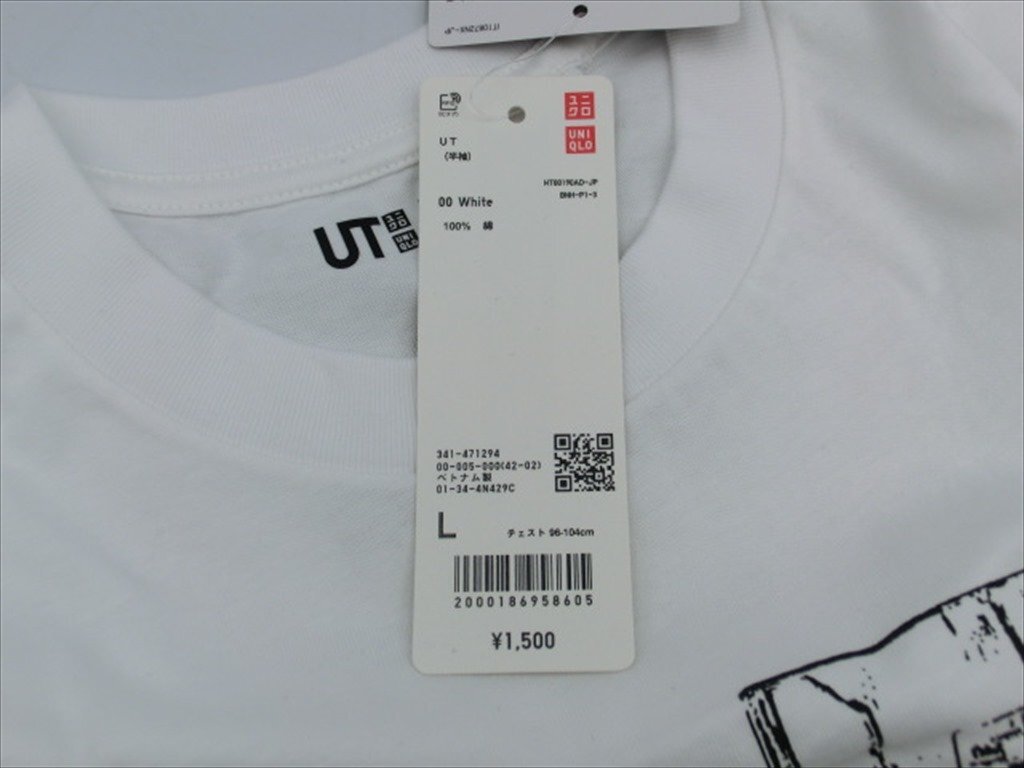 UT
(半袖)
ユニ
クロ
UNI
QLO
HT80190AD-JP
00 White
100% 綿
UT
ユニ
クロ
UNI
QLO
341-471294
00-005-000(42-02)
ベトナム製
01-34-4N429C
L
チェスト 96-104cm
2000186958605
¥1,500